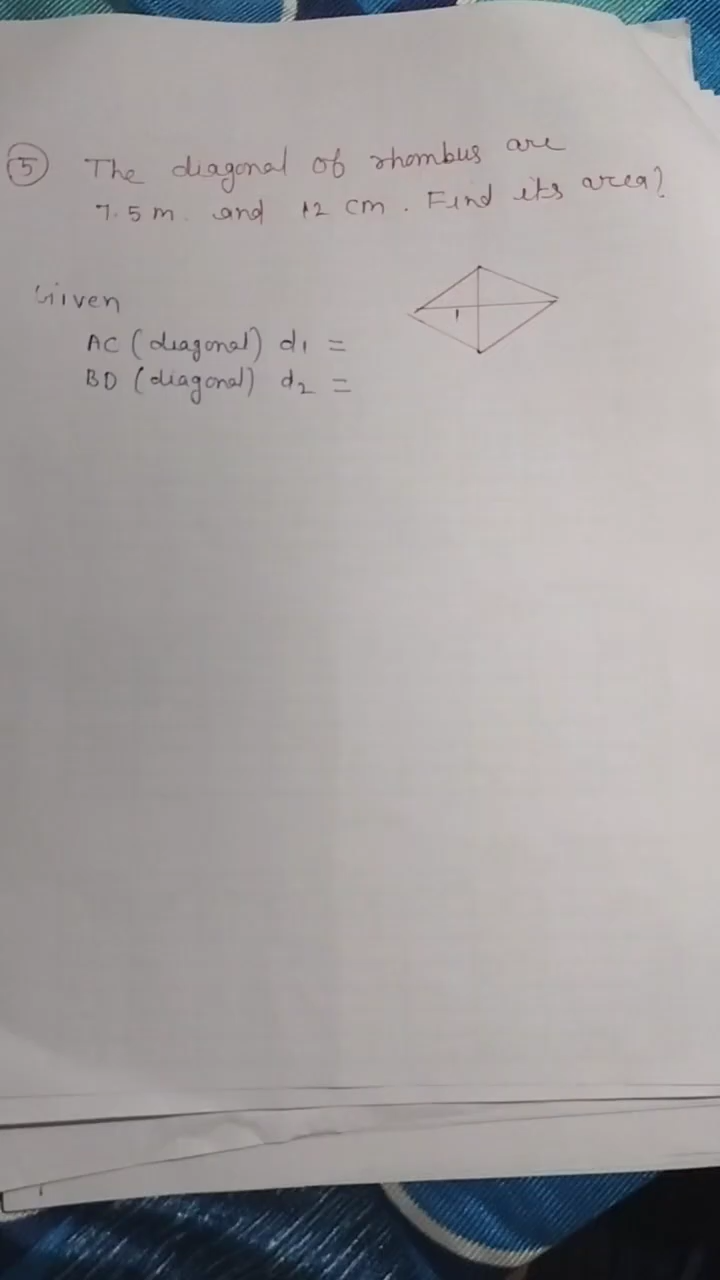 5 The diagonal of rhombus are
7.5 m. and 12 cm. Find its area?
Given
AC (diagonal) d1 =
BD (diagonal) d2 =